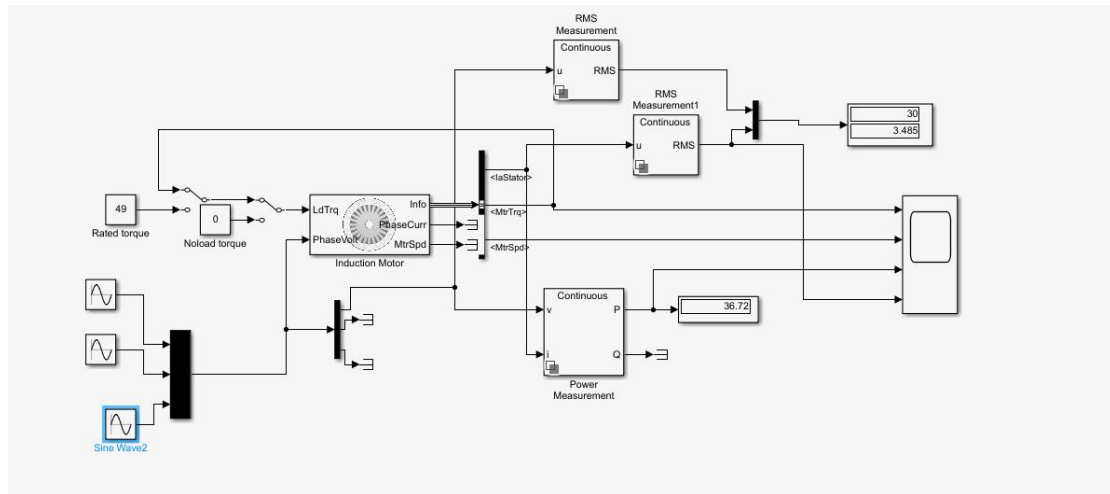 RMS
Measurement
Continuous
u
RMS
RMS
Measurement1
Continuous
u
RMS
30
3.485
<IaStator>
49
Rated torque
0
Noload torque
LdTrq
PhaseVolt
Info
PhaseCurr
MtrSpd
Induction Motor
<MtrTrq>
<MtrSpd>
Continuous
v
i
P
Q
Power
Measurement
36.72
Sine Wave2